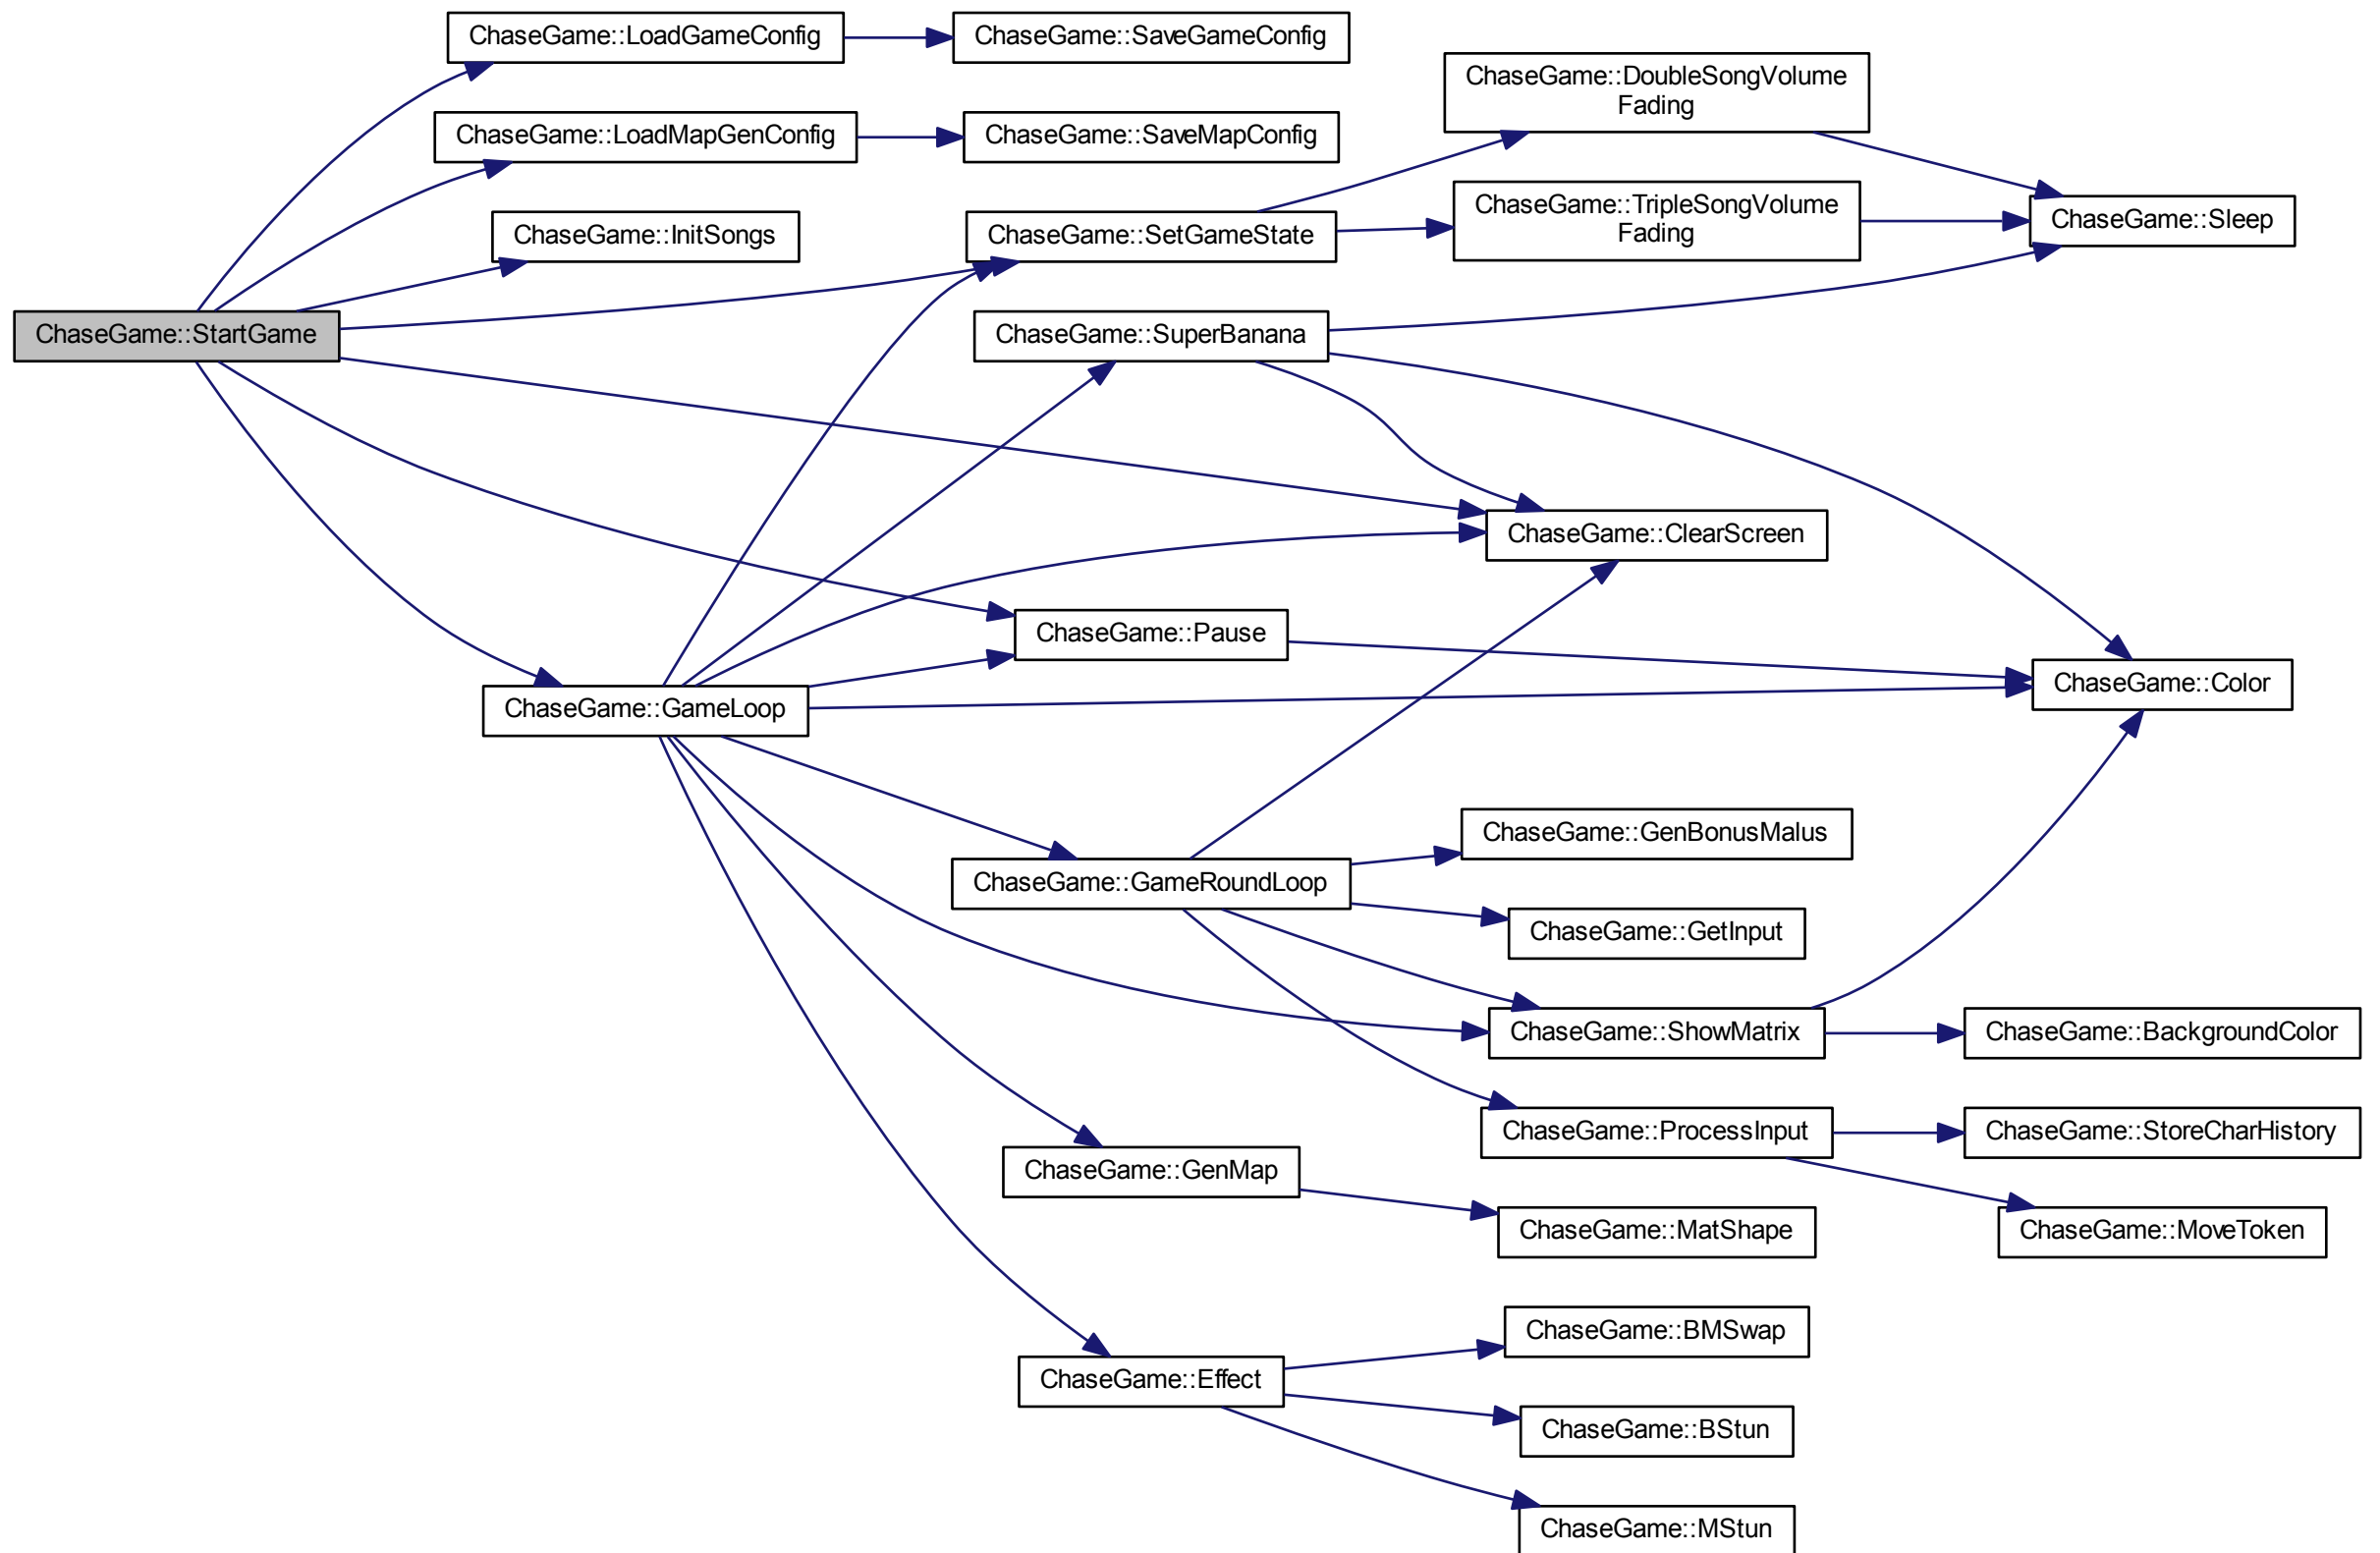 ChaseGame::LoadGameConfig
ChaseGame::SaveGameConfig
ChaseGame::DoubleSongVolume
Fading
ChaseGame::LoadMapGenConfig
ChaseGame::SaveMapConfig
ChaseGame::TripleSongVolume
Fading
ChaseGame::InitSongs
ChaseGame::SetGameState
ChaseGame::Sleep
ChaseGame::StartGame
ChaseGame::SuperBanana
ChaseGame::ClearScreen
ChaseGame::Pause
ChaseGame::Color
ChaseGame::GameLoop
ChaseGame::GenBonusMalus
ChaseGame::GameRoundLoop
ChaseGame::GetInput
ChaseGame::ShowMatrix
ChaseGame::BackgroundColor
ChaseGame::ProcessInput
ChaseGame::StoreCharHistory
ChaseGame::GenMap
ChaseGame::MatShape
ChaseGame::MoveToken
ChaseGame::BMSwap
ChaseGame::Effect
ChaseGame::BStun
ChaseGame::MStun